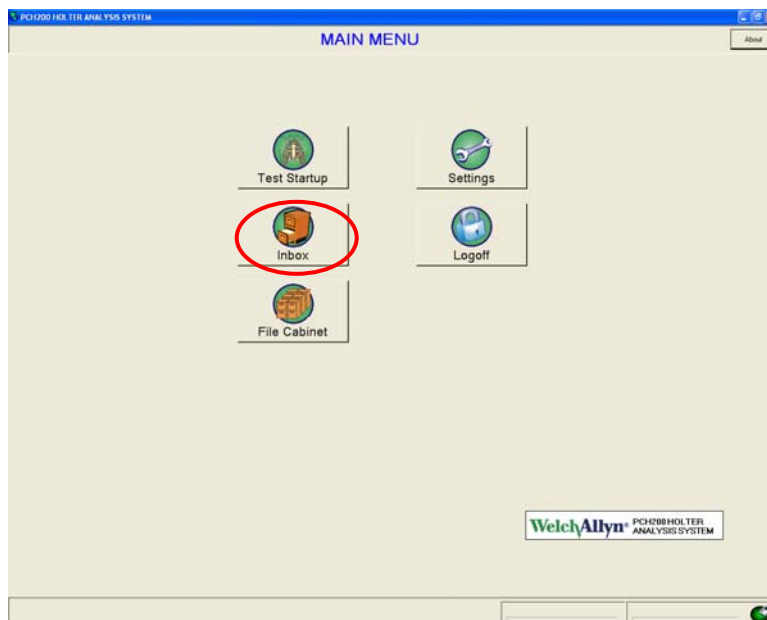 PCH200 HOLTER ANALYSIS SYSTEM
MAIN MENU
About
Test Startup
Settings
Inbox
Logoff
File Cabinet
WelchAllyn® PCH200 HOLTER
ANALYSIS SYSTEM